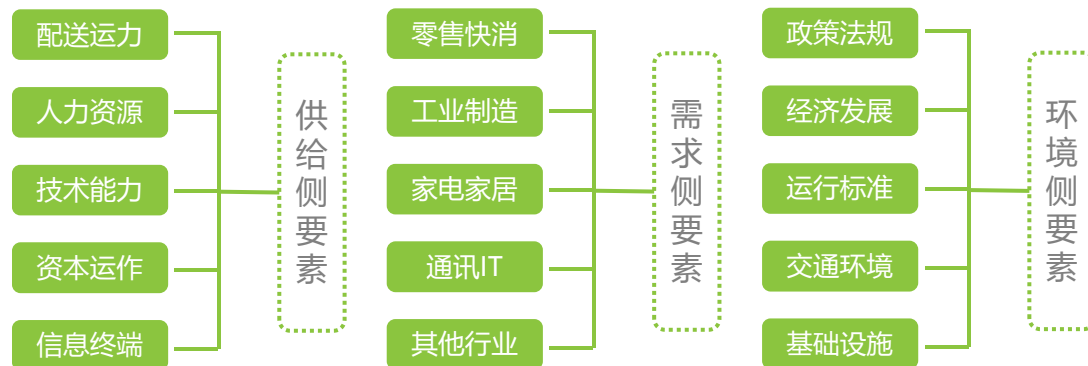 配送运力
人力资源
技术能力
资本运作
信息终端
供给侧要素
零售快消
工业制造
家电家居
通讯IT
其他行业
需求侧要素
政策法规
经济发展
运行标准
交通环境
基础设施
环境侧要素